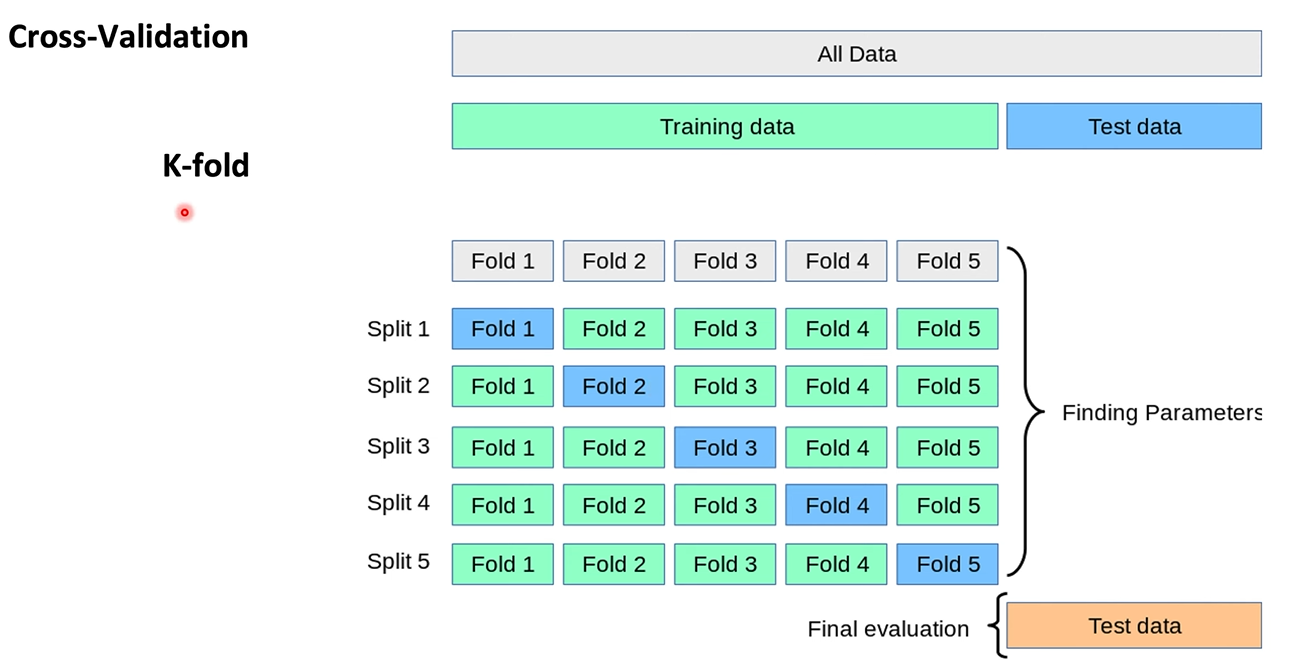 Cross-Validation
All Data
Training data Test data
K-fold
Fold 1 Fold 2 Fold 3 Fold 4 Fold 5
Split 1 Fold 1 Fold 2 Fold 3 Fold 4 Fold 5
Split 2 Fold 1 Fold 2 Fold 3 Fold 4 Fold 5
Finding Parameters
Split 3 Fold 1 Fold 2 Fold 3 Fold 4 Fold 5
Split 4 Fold 1 Fold 2 Fold 3 Fold 4 Fold 5
Split 5 Fold 1 Fold 2 Fold 3 Fold 4 Fold 5
Final evaluation Test data